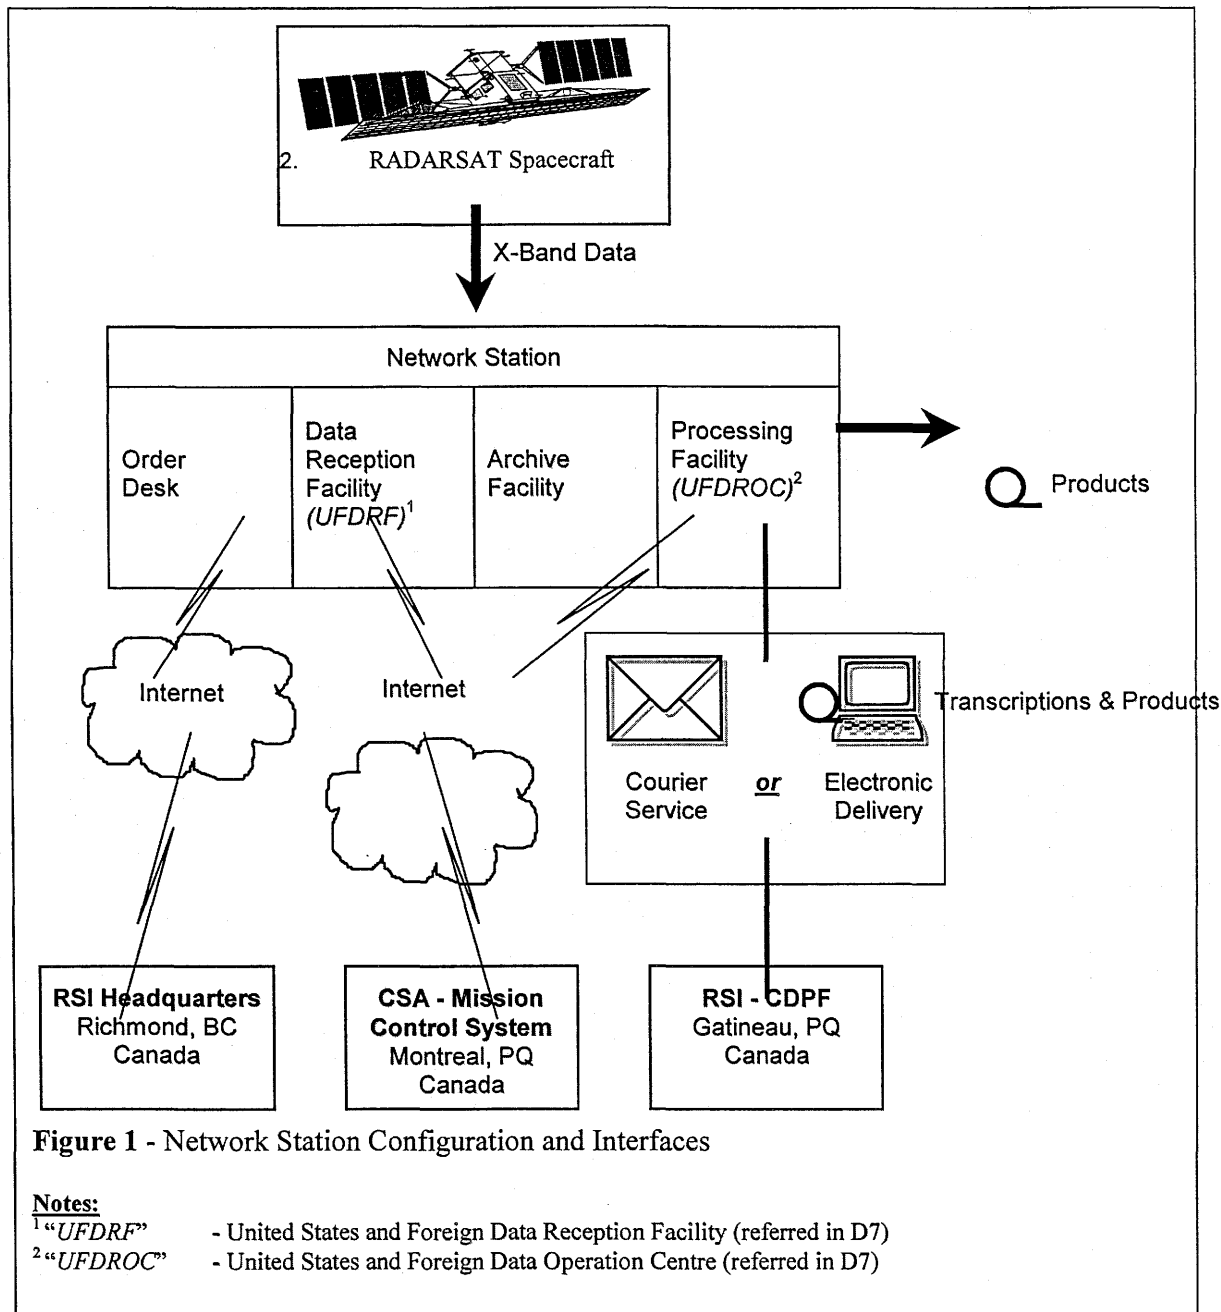 2. RADARSAT Spacecraft
X-Band Data
Network Station
Order
Desk
Data
Reception
Facility
(UFDRF)1
Archive
Facility
Processing
Facility
(UFDROC)2
Products
Internet
Internet
Transcriptions & Products
Courier
Service
or
Electronic
Delivery
RSI Headquarters
Richmond, BC
Canada
CSA - Mission
Control System
Montreal, PQ
Canada
RSI - CDPF
Gatineau, PQ
Canada
Figure 1 - Network Station Configuration and Interfaces
Notes:
1 “UFDRF” - United States and Foreign Data Reception Facility (referred in D7)
2 “UFDROC” - United States and Foreign Data Operation Centre (referred in D7)